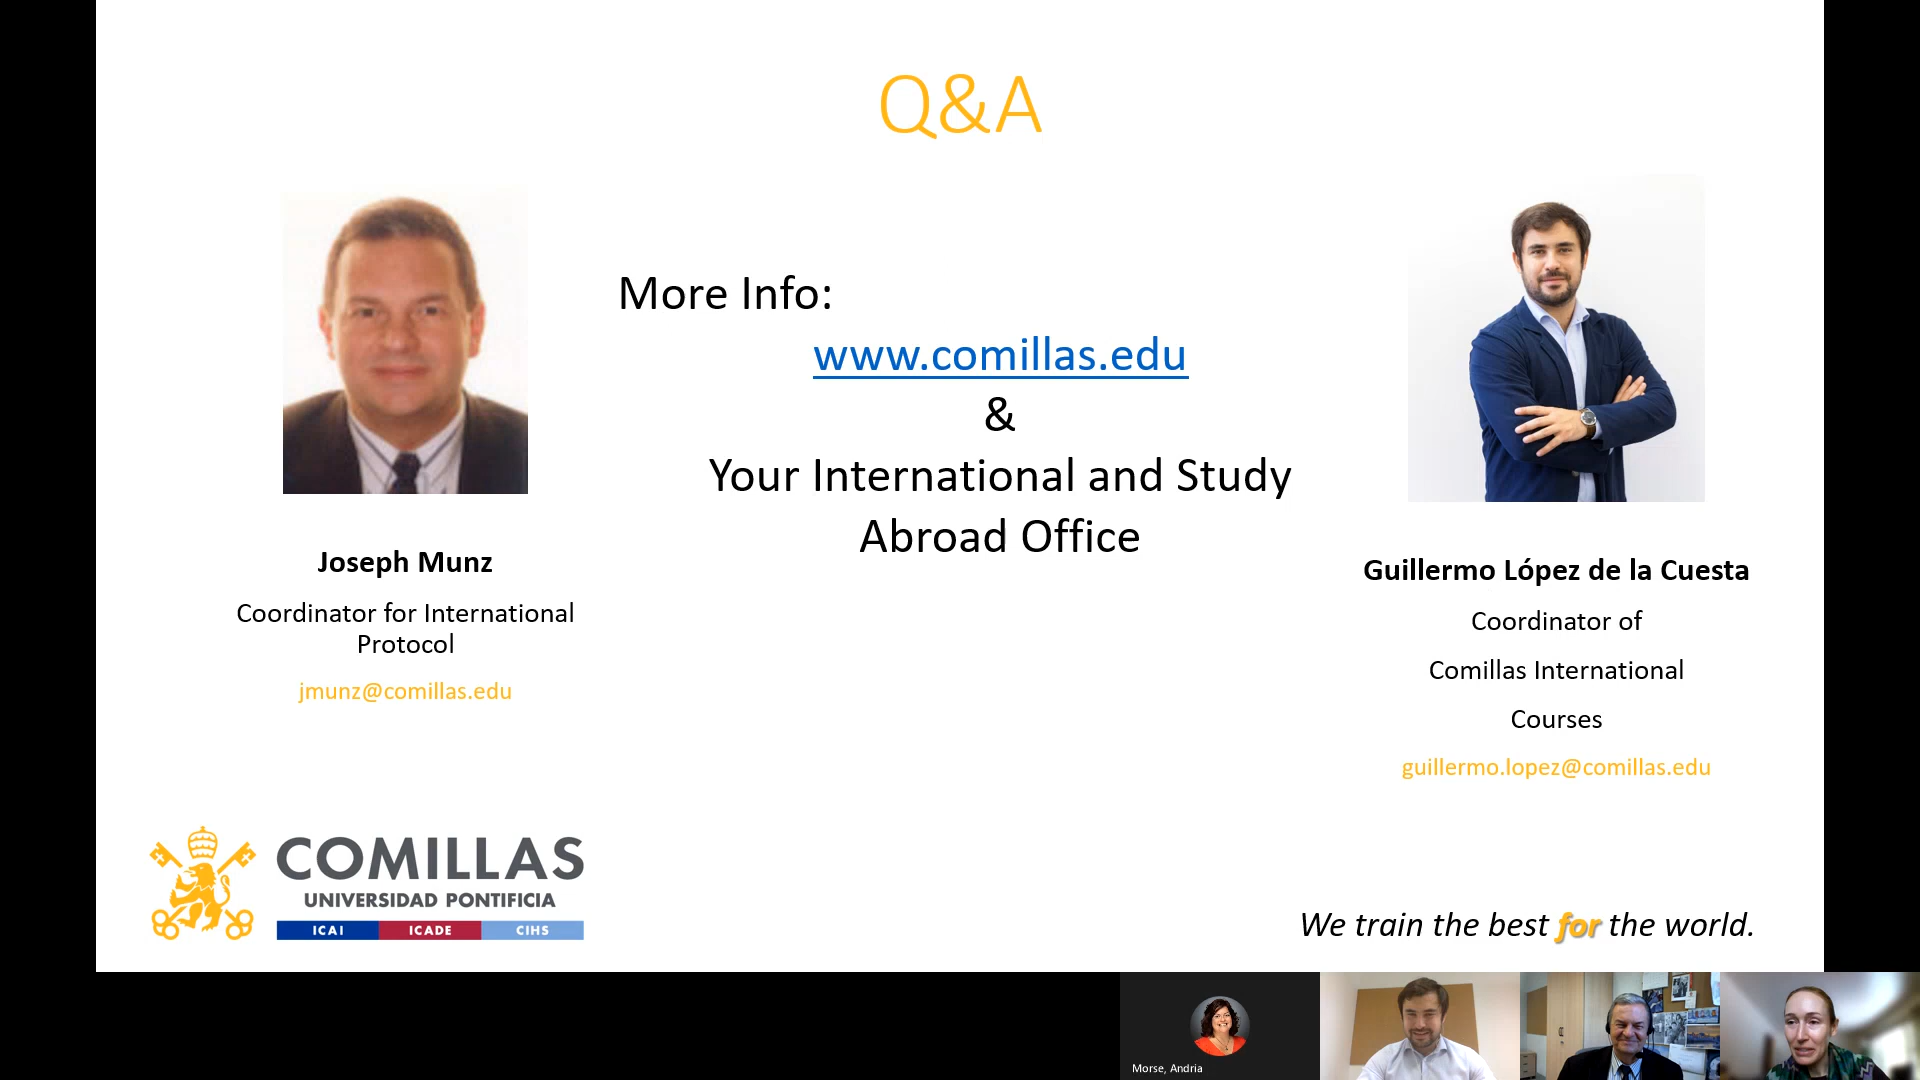 Q&A
More Info:
www.comillas.edu
&
Your International and Study
Abroad Office
Joseph Munz
Coordinator for International
Protocol
jmunz@comillas.edu
Guillermo López de la Cuesta
Coordinator of
Comillas International
Courses
guillermo.lopez@comillas.edu
COMILLAS
UNIVERSIDAD PONTIFICIA
ICAI ICADE CIHS
We train the best for the world.
Morse, Andria